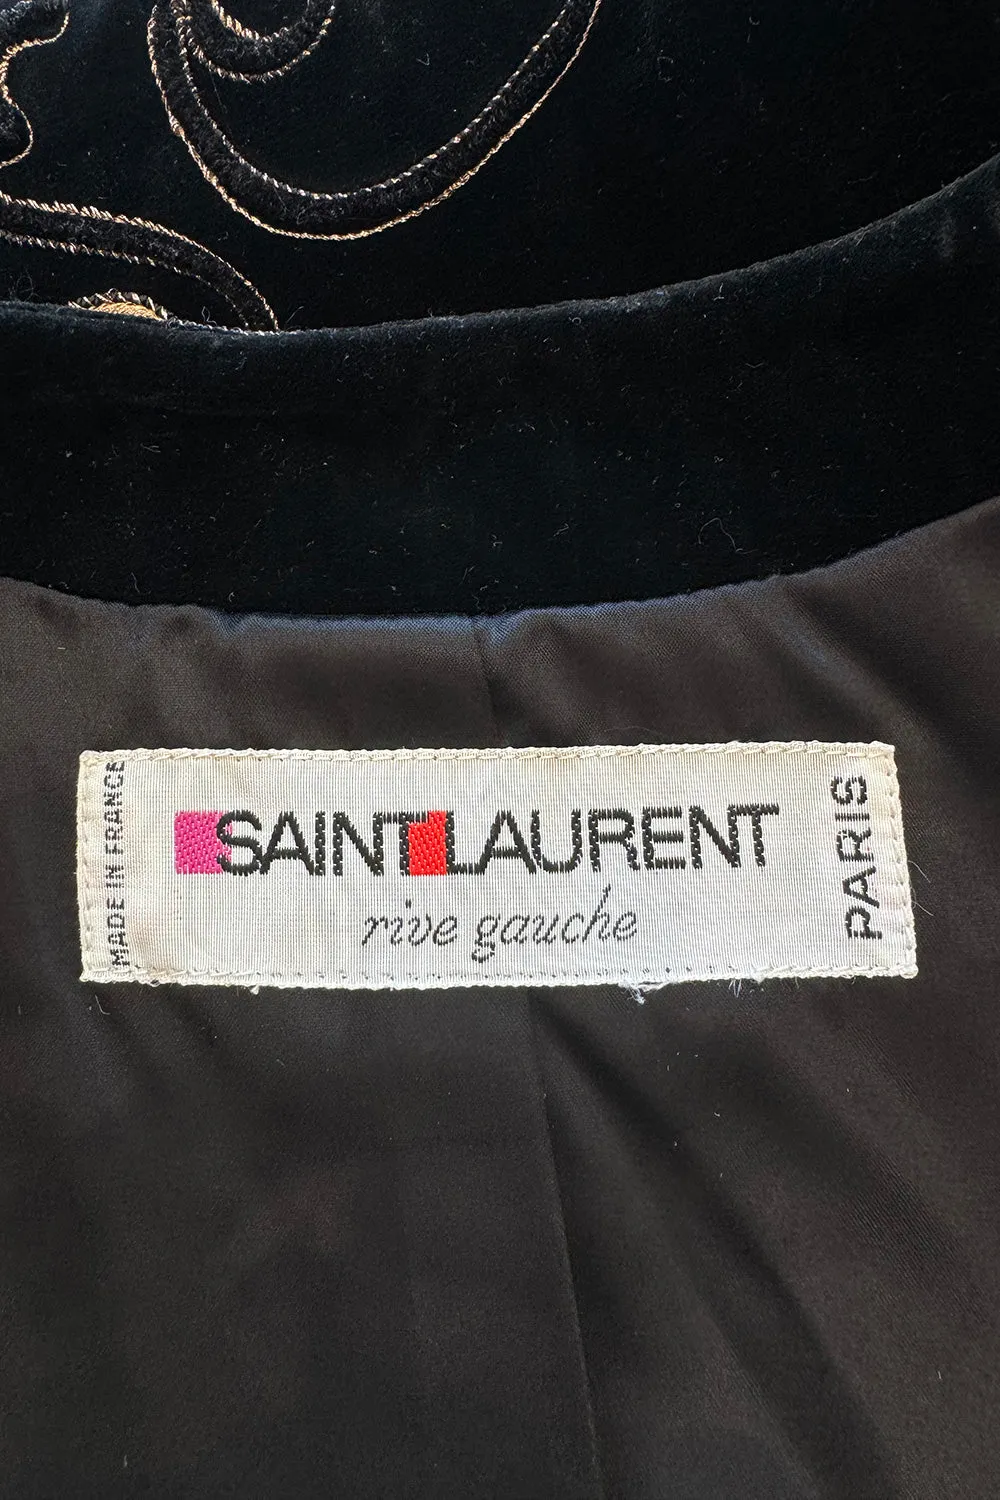 MADE IN FRANCE
SAINT LAURENT
rive gauche
PARIS